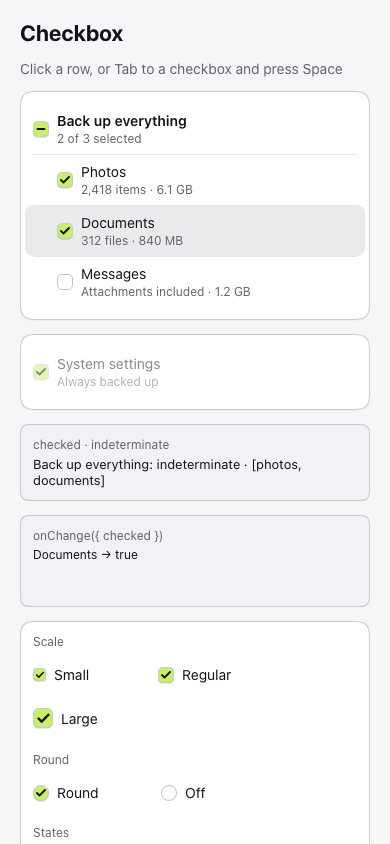 Checkbox
Click a row, or Tab to a checkbox and press Space
Back up everything
2 of 3 selected
Photos
2,418 items · 6.1 GB
Documents
312 files · 840 MB
Messages
Attachments included · 1.2 GB
System settings
Always backed up
checked · indeterminate
Back up everything: indeterminate · [photos,
documents]
onChange({ checked })
Documents → true
Scale
Small
Regular
Large
Round
Round
Off
States